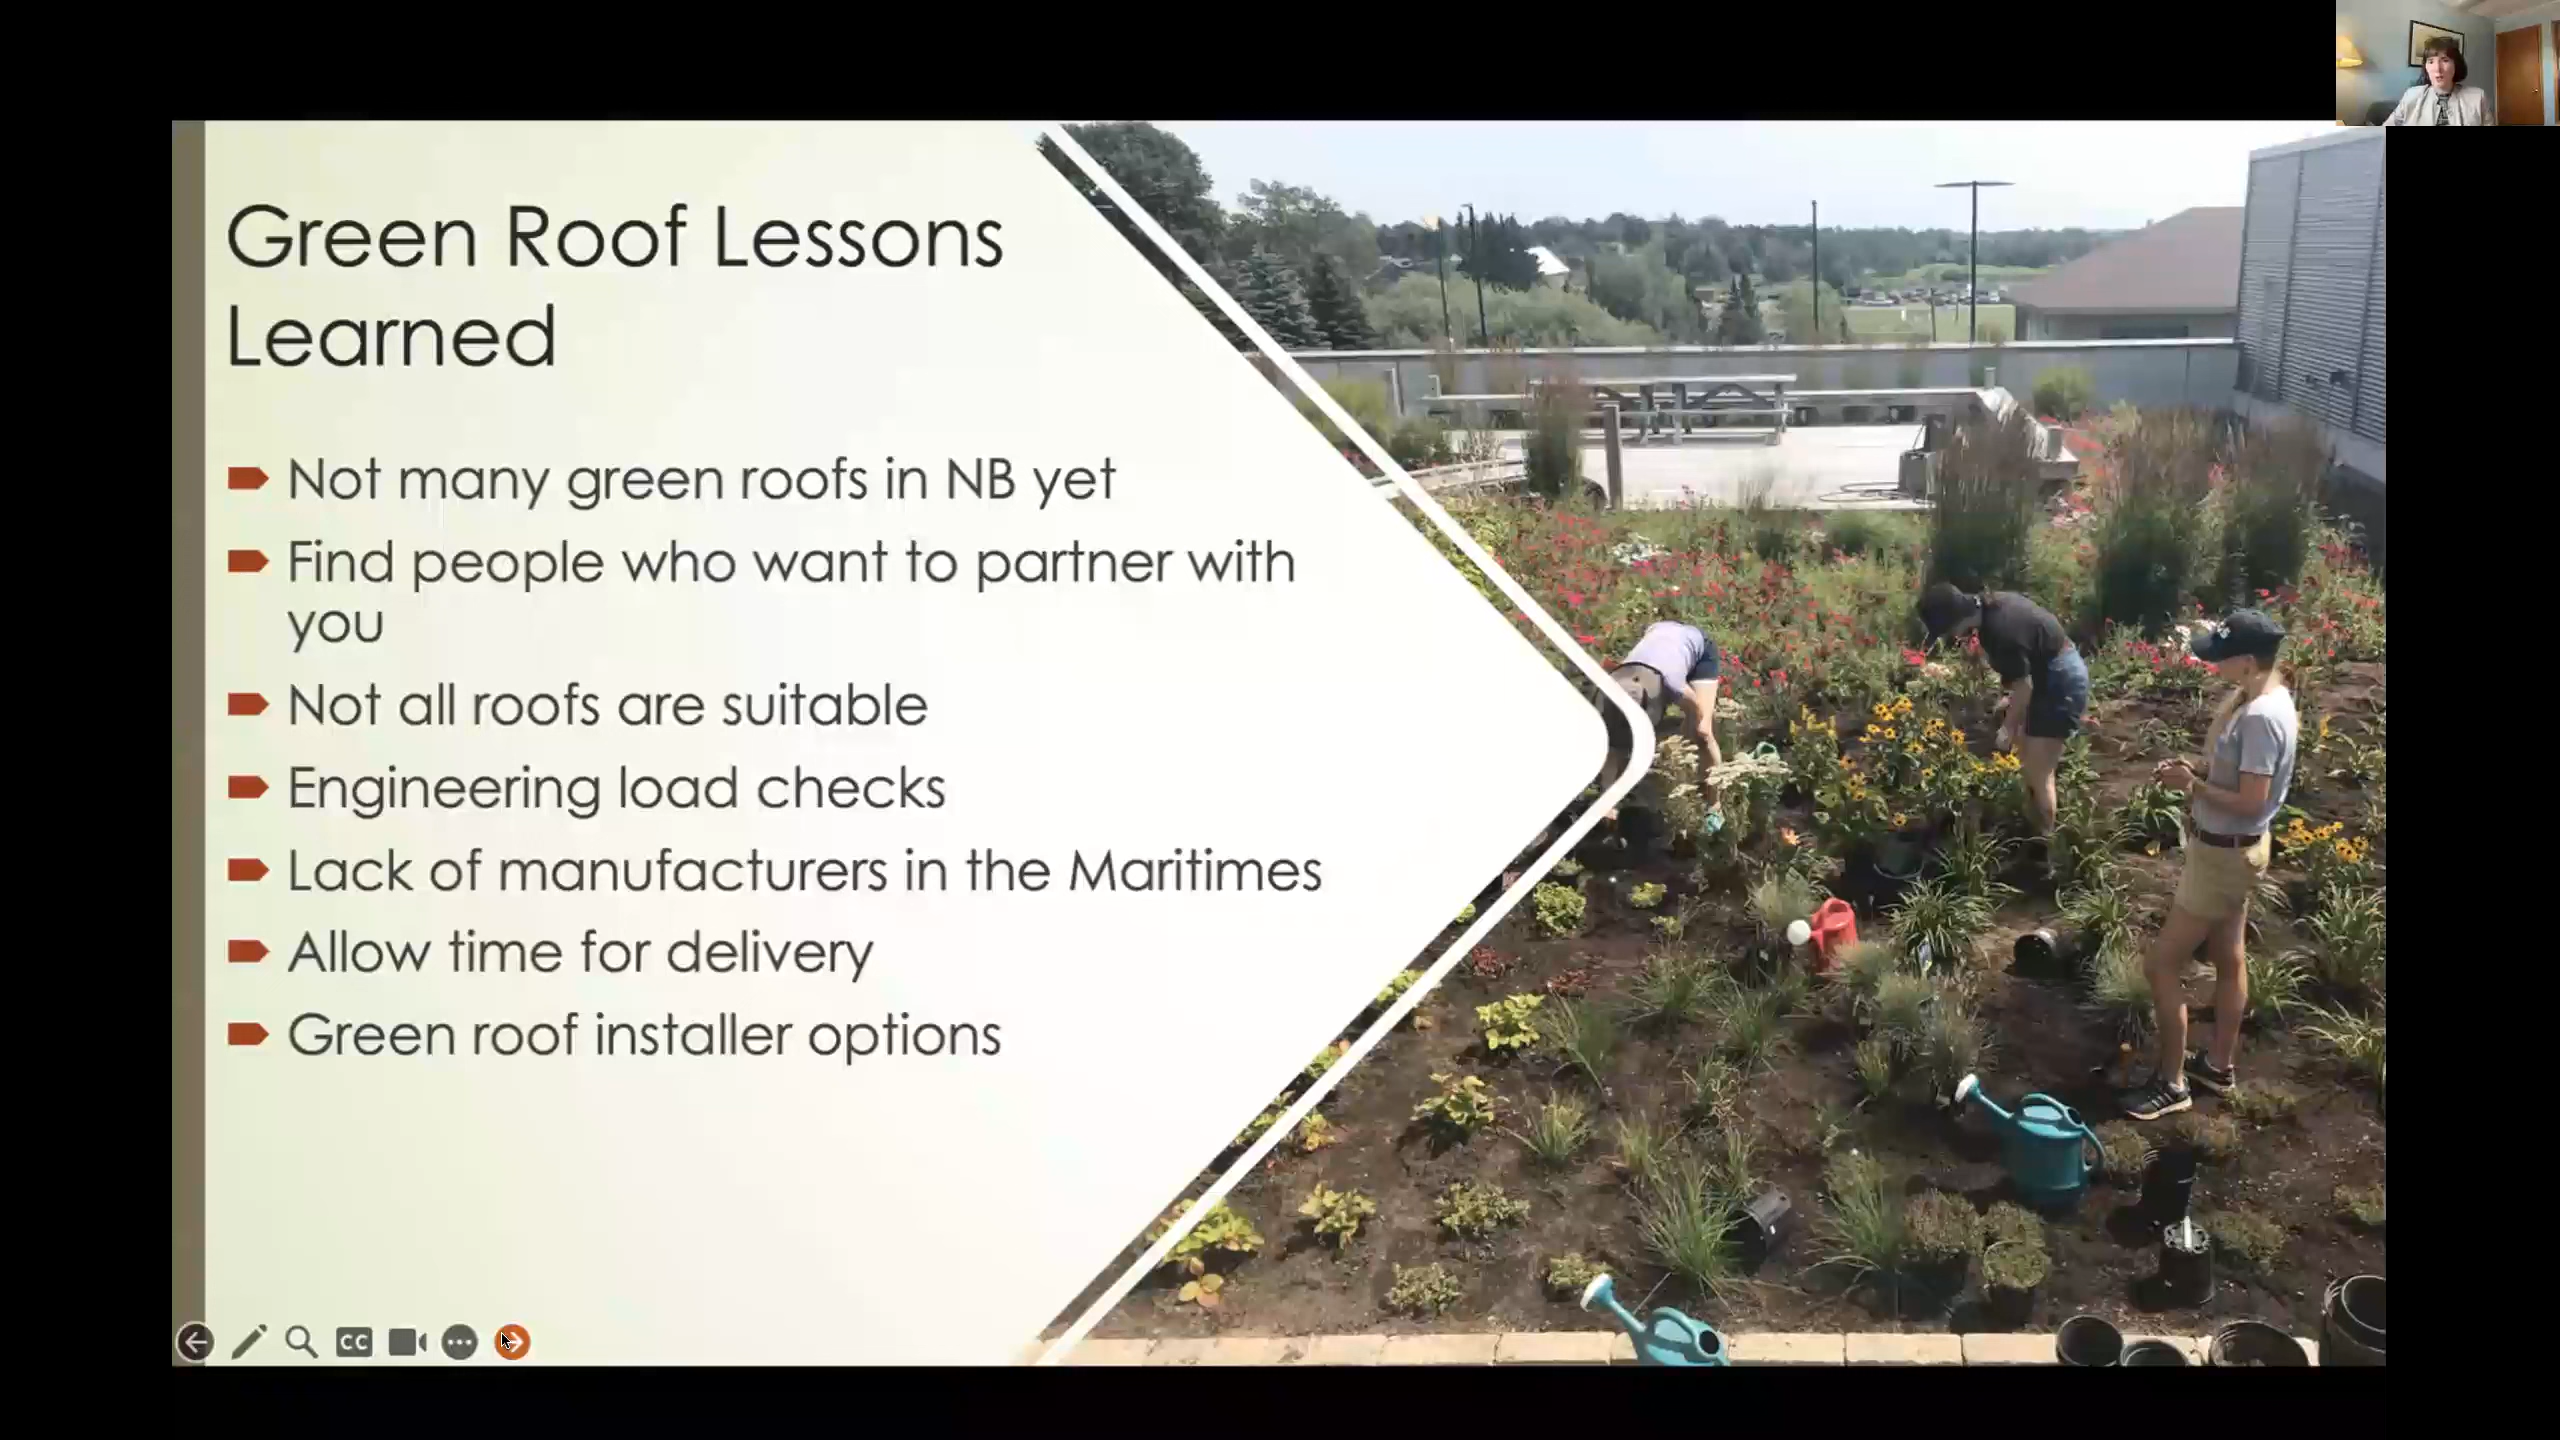 Green Roof Lessons
Learned
Not many green roofs in NB yet
Find people who want to partner with
you
Not all roofs are suitable
Engineering load checks
Lack of manufacturers in the Maritimes
Allow time for delivery
Green roof installer options
CC